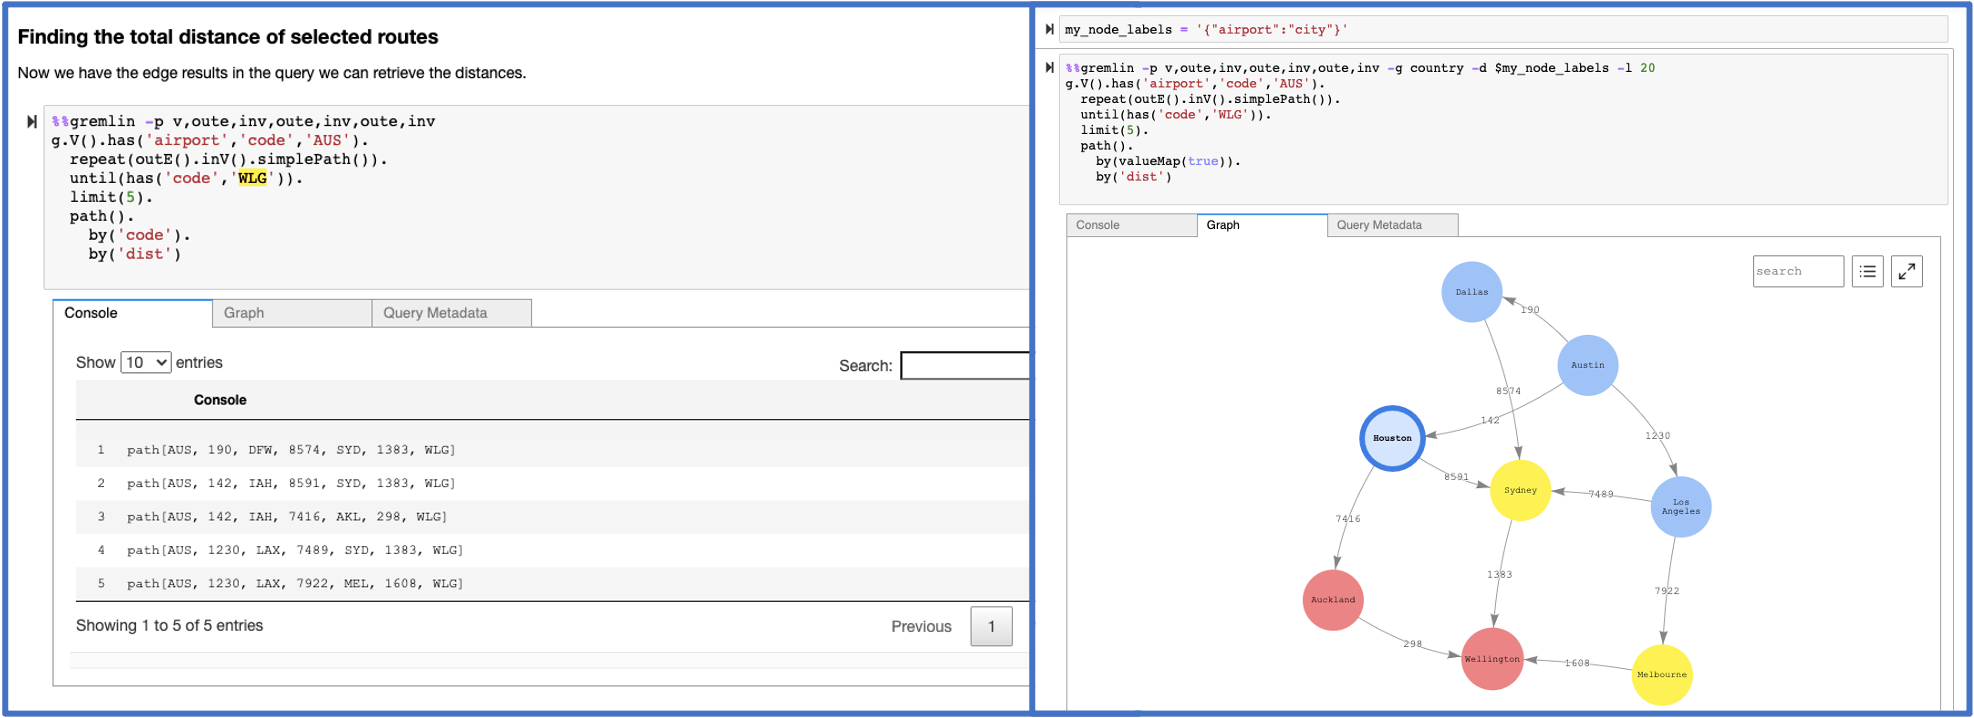 Finding the total distance of selected routes
Now we have the edge results in the query we can retrieve the distances.
%%gremlin -p v,oute,inv,oute,inv,oute,inv
g.V().has('airport','code','AUS').
repeat(outE().inV().simplePath()).
until(has('code','WLG')).
limit(5).
path().
by('code').
by('dist')
Console
Graph
Query Metadata
Show 10 entries
Search:
Console
1 path[AUS, 190, DFW, 8574, SYD, 1383, WLG]
2 path[AUS, 142, IAH, 8591, SYD, 1383, WLG]
3 path[AUS, 142, IAH, 7416, AKL, 298, WLG]
4 path[AUS, 1230, LAX, 7489, SYD, 1383, WLG]
5 path[AUS, 1230, LAX, 7922, MEL, 1608, WLG]
Showing 1 to 5 of 5 entries
Previous
1
my_node_labels = '{"airport":"city"}'
%%gremlin -p v,oute,inv,oute,inv,oute,inv -g country -d $my_node_labels -l 20
g.V().has('airport','code','AUS').
repeat(outE().inV().simplePath()).
until(has('code','WLG')).
limit(5).
path().
by(valueMap(true)).
by('dist')
Console
Graph
Query Metadata
search
Dallas
190
Austin
8574
142
1230
Houston
8591
Sydney
7489
Los
Angeles
7416
1383
7922
Auckland
298
Wellington
1608
Melbourne